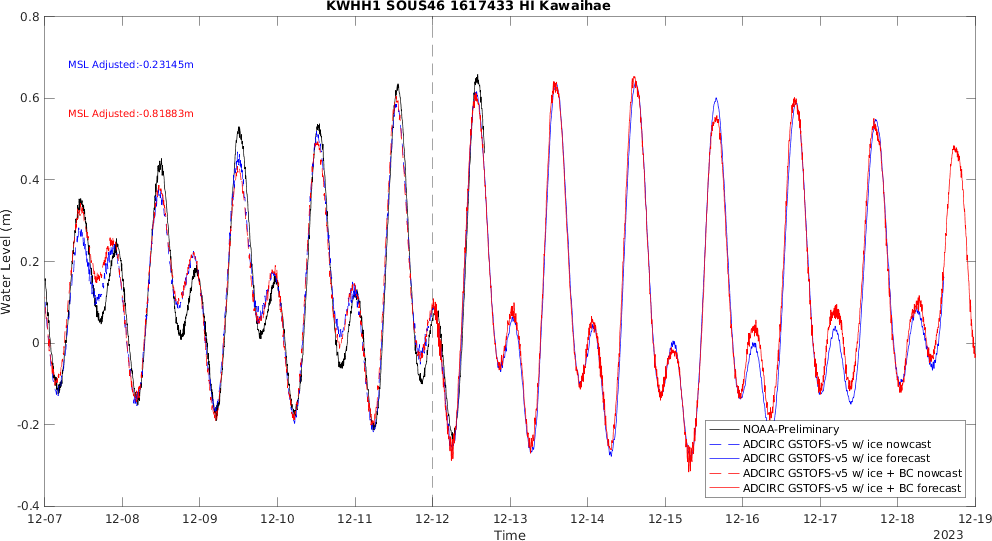 KWHH1 SOUS46 1617433 HI Kawaihae
0.8
0.6
0.4
0.2
0
-0.2
-0.4
Water Level (m)
MSL Adjusted:-0.23145m
MSL Adjusted:-0.81883m
NOAA-Preliminary
ADCIRC GSTOFS-v5 w/ ice nowcast
ADCIRC GSTOFS-v5 w/ ice forecast
ADCIRC GSTOFS-v5 w/ ice + BC nowcast
ADCIRC GSTOFS-v5 w/ ice + BC forecast
12-07 12-08 12-09 12-10 12-11 12-12 12-13 12-14 12-15 12-16 12-17 12-18 12-19
Time 2023